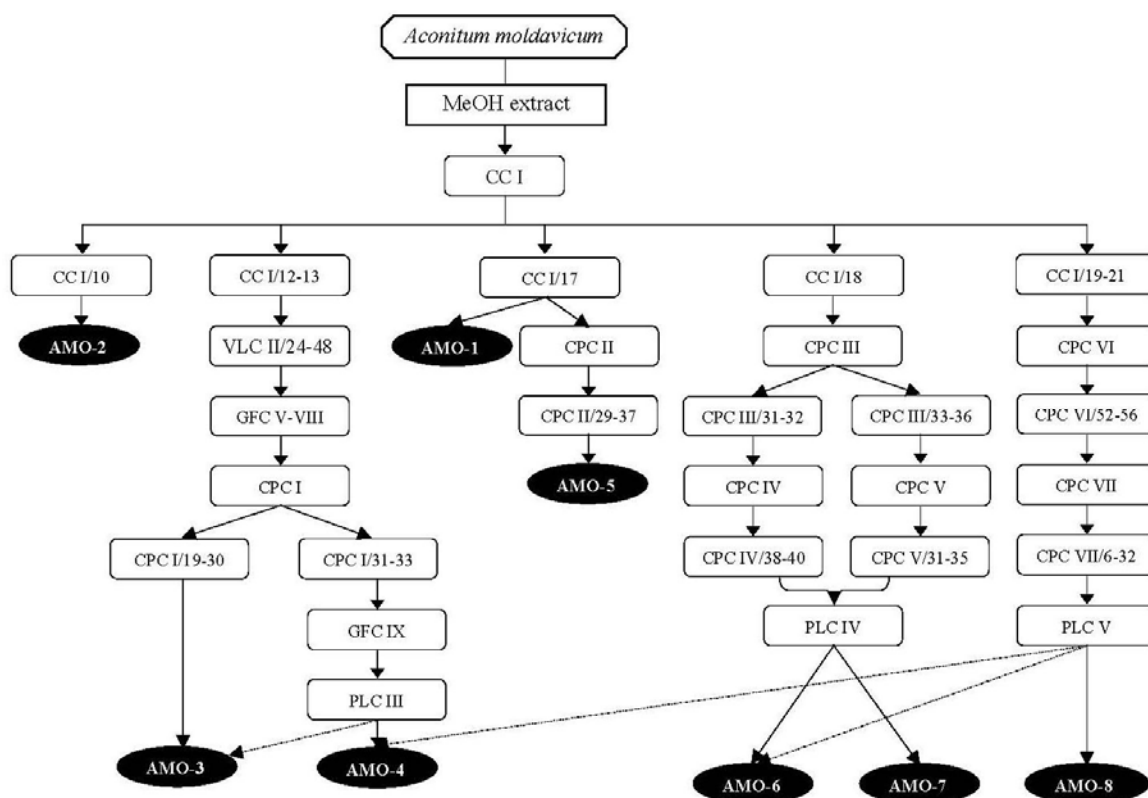 Aconitum moldavicum
MeOH extract
CC I
CC I/10
CC I/12-13
CC I/17
CC I/18
CC I/19-21
AMO-2
VLC II/24-48
AMO-1
CPC II
CPC III
CPC VI
GFC V-VIII
CPC II/29-37
CPC III/31-32
CPC III/33-36
CPC VI/52-56
CPC I
AMO-5
CPC IV
CPC V
CPC VII
CPC I/19-30
CPC I/31-33
CPC IV/38-40
CPC V/31-35
CPC VII/6-32
GFC IX
PLC IV
PLC V
PLC III
AMO-3
AMO-4
AMO-6
AMO-7
AMO-8